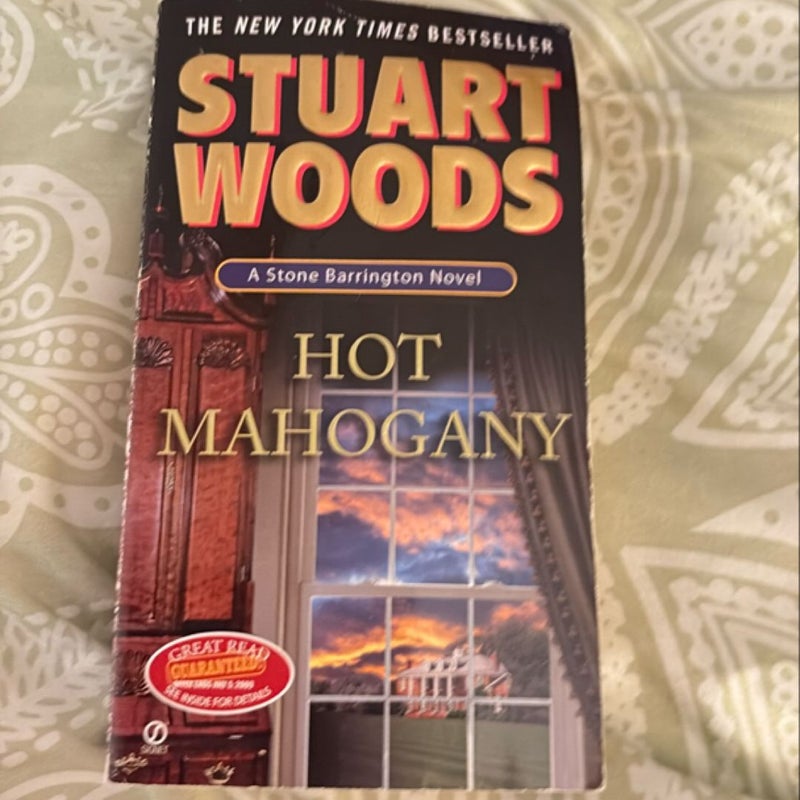 THE NEW YORK TIMES BESTSELLER
STUART
WOODS
A Stone Barrington Novel
HOT
MAHOGANY
GREAT READ
GUARANTEED
SEE INSIDE FOR DETAILS
SIGNET